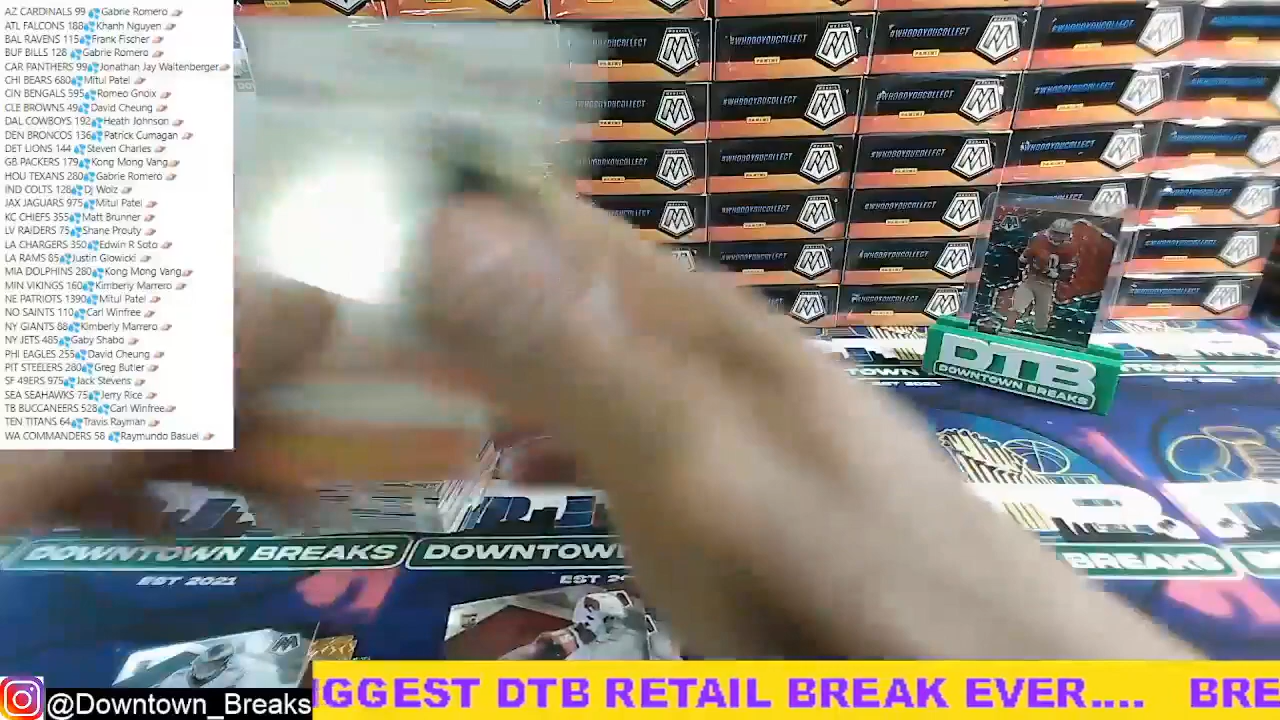 AZ CARDINALS 99 Gabrie Romero
ATL FALCONS 188 Khanh Nguyen
BAL RAVENS 115 Frank Fischer
BUF BILLS 128 Gabrie Romero
CAR PANTHERS 99 Jonathan Jay Waltenberger
CHI BEARS 680 Mitul Patel
CIN BENGALS 595 Romeo Gnoix
CLE BROWNS 49 David Cheung
DAL COWBOYS 192 Heath Johnson
DEN BRONCOS 136 Patrick Cumagan
DET LIONS 144 Steven Charles
GB PACKERS 179 Kong Mong Vang
HOU TEXANS 280 Gabrie Romero
IND COLTS 128 Dj Wolz
JAX JAGUARS 975 Mitul Patel
KC CHIEFS 355 Matt Brunner
LV RAIDERS 75 Shane Prouty
LA CHARGERS 350 Edwin R Soto
LA RAMS 65 Justin Glowicki
MIA DOLPHINS 280 Kong Mong Vang
MIN VIKINGS 160 Kimberly Marrero
NE PATRIOTS 1390 Mitul Patel
NO SAINTS 110 Carl Winfree
NY GIANTS 88 Kimberly Marrero
NY JETS 485 Gaby Shabo
PHI EAGLES 255 David Cheung
PIT STEELERS 280 Greg Butler
SF 49ERS 975 Jack Stevens
SEA SEAHAWKS 75 Jerry Rice
TB BUCCANEERS 528 Carl Winfree
TEN TITANS 64 Travis Rayman
WA COMMANDERS 58 Raymundo Basuel
#WHODOYOUCOLLECT
PANINI
MOSAIC
DTB
DOWNTOWN BREAKS
DOWNTOWN BREAKS
EST 2021
DOWNTOWN
EST 20
BREAKS
@Downtown_Breaks
IGGEST DTB RETAIL BREAK EVER.... BRE